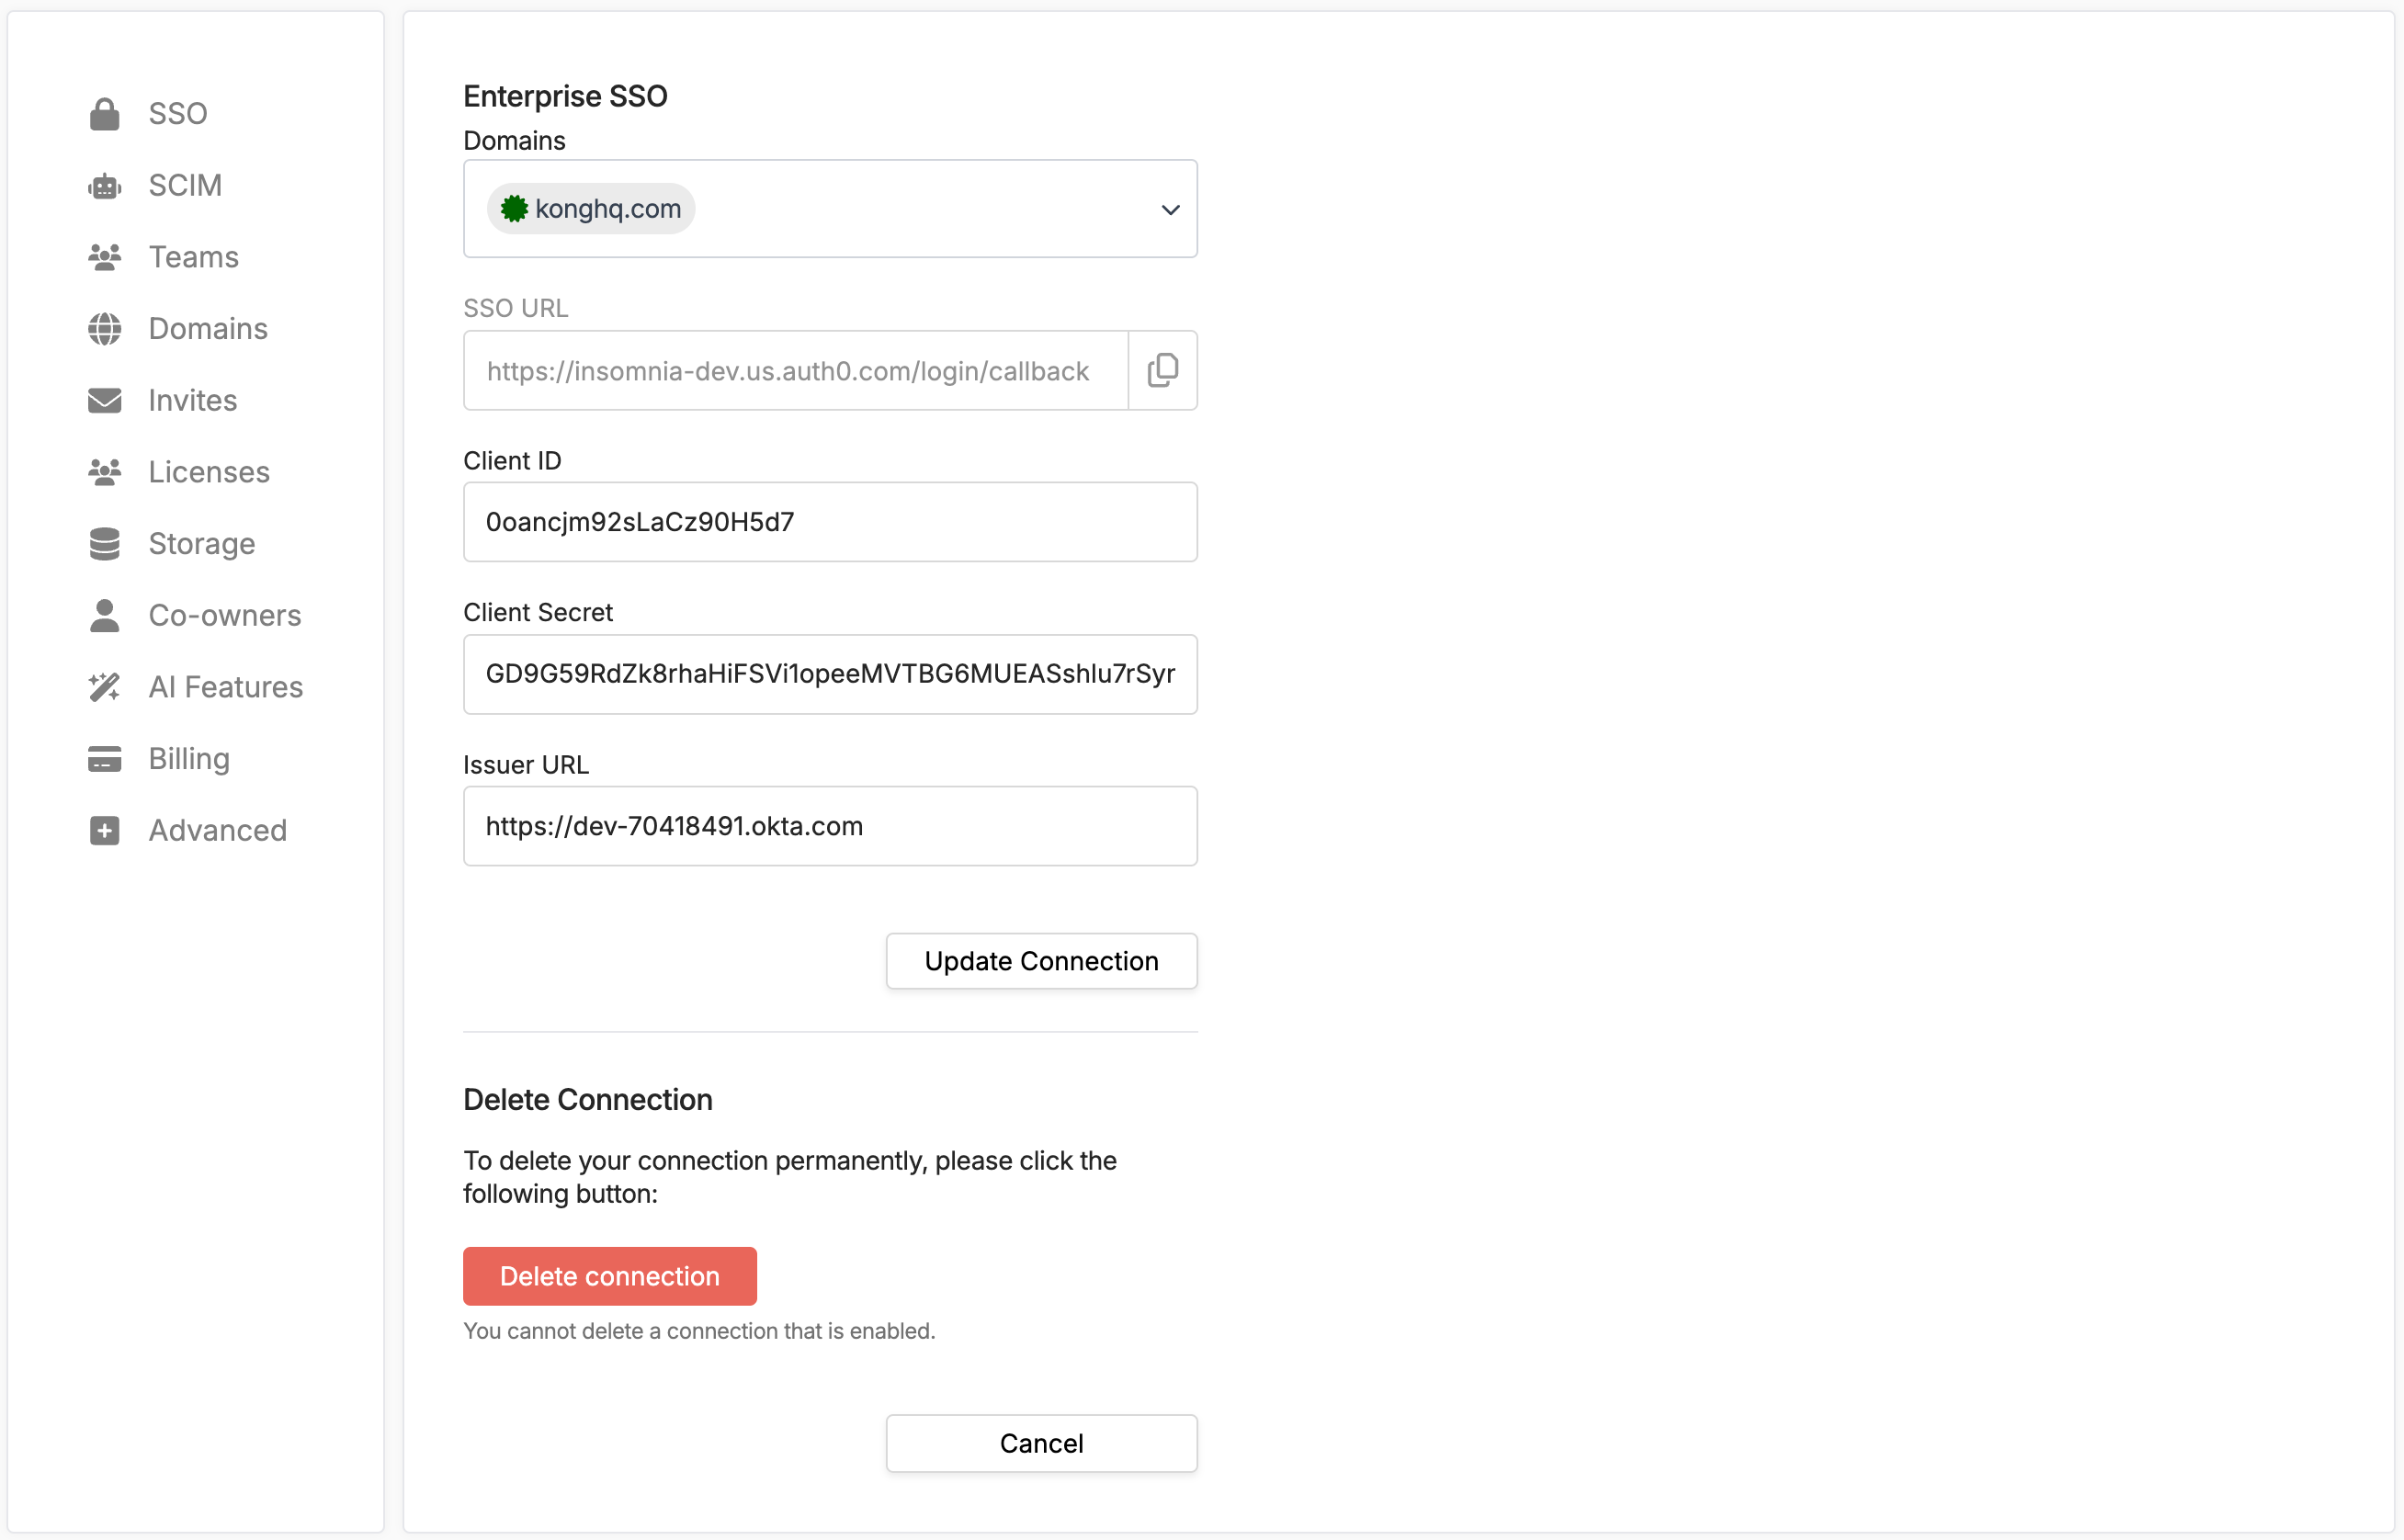 SSO
SCIM
Teams
Domains
Invites
Licenses
Storage
Co-owners
AI Features
Billing
Advanced
Enterprise SSO
Domains
konghq.com
SSO URL
https://insomnia-dev.us.auth0.com/login/callback
Client ID
0oancjm92sLaCz90H5d7
Client Secret
GD9G59RdZk8rhaHiFSVi1opeeMVTBG6MUEASshIu7rSyr
Issuer URL
https://dev-70418491.okta.com
Update Connection
Delete Connection
To delete your connection permanently, please click the
following button:
Delete connection
You cannot delete a connection that is enabled.
Cancel